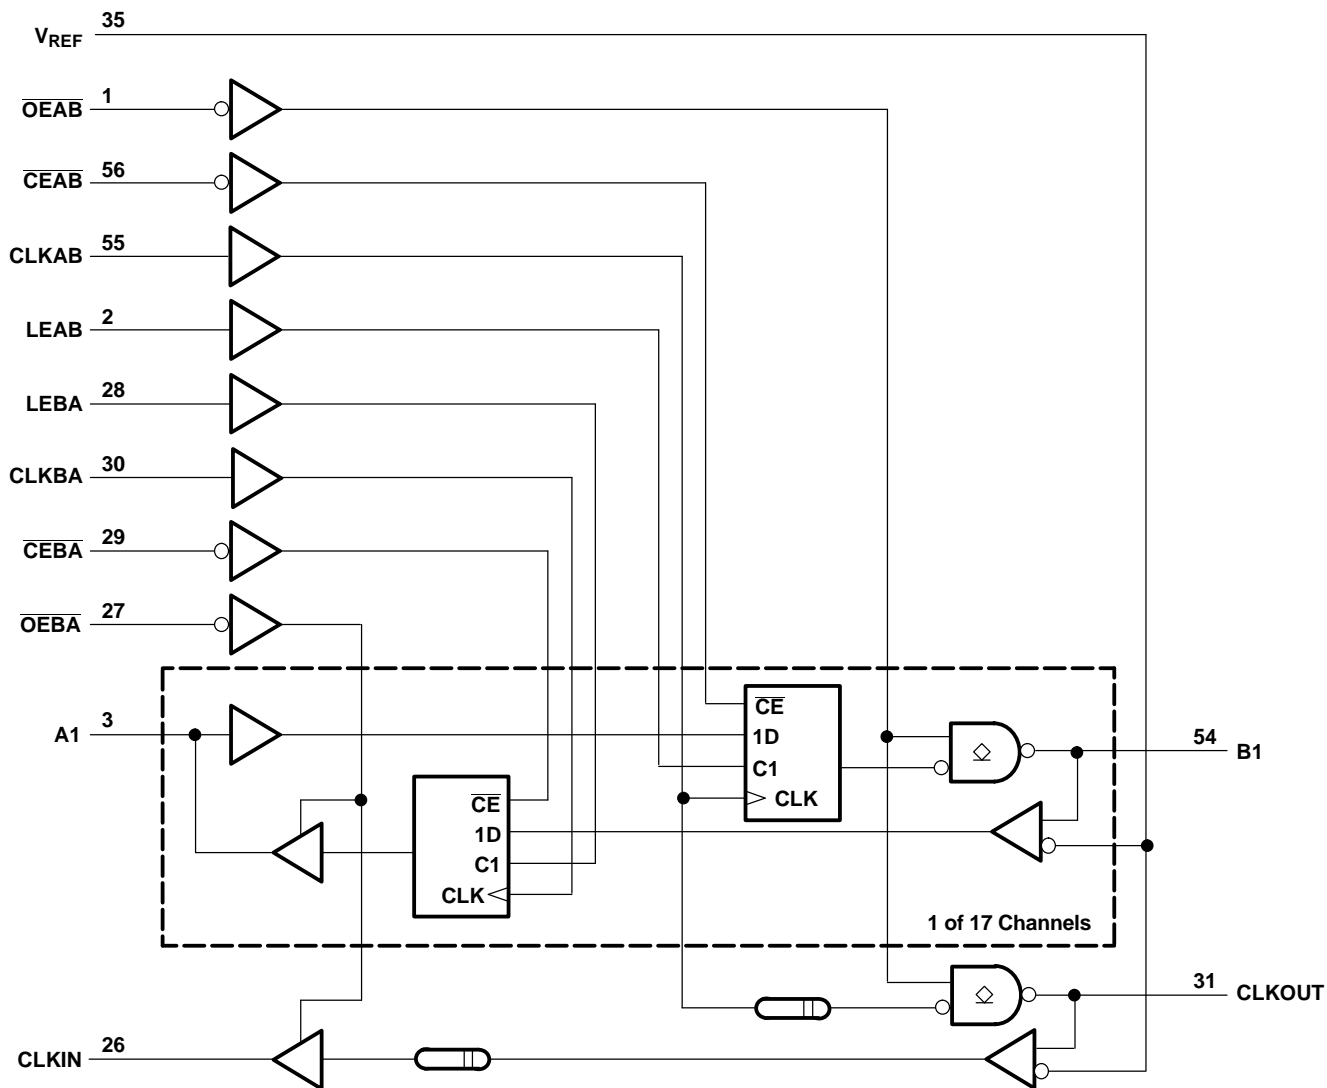 35
VREF
1
OEAB
56
CEAB
55
CLKAB
2
LEAB
28
LEBA
30
CLKBA
29
CEBA
27
OEBA
3
A1
CE
1D
C1
CLK
54
B1
CE
1D
C1
CLK
1 of 17 Channels
31
CLKOUT
26
CLKIN